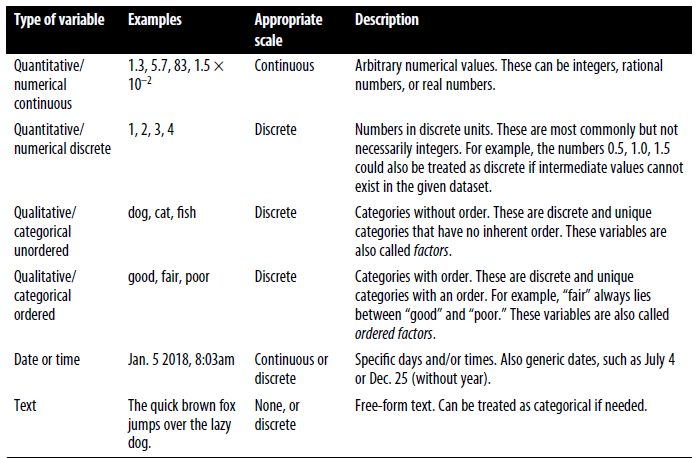 Type of variable Examples Appropriate scale Description
Quantitative/ 1.3, 5.7, 83, 1.5 × Continuous Arbitrary numerical values. These can be integers, rational
numerical 10–2 numbers, or real numbers.
continuous
Quantitative/ 1, 2, 3, 4 Discrete Numbers in discrete units. These are most commonly but not
numerical discrete necessarily integers. For example, the numbers 0.5, 1.0, 1.5
could also be treated as discrete if intermediate values cannot
exist in the given dataset.
Qualitative/ dog, cat, fish Discrete Categories without order. These are discrete and unique
categorical categories that have no inherent order. These variables are
unordered also called factors.
Qualitative/ good, fair, poor Discrete Categories with order. These are discrete and unique
categorical categories with an order. For example, “fair” always lies
ordered between “good” and “poor.” These variables are also called
ordered factors.
Date or time Jan. 5 2018, 8:03am Continuous or Specific days and/or times. Also generic dates, such as July 4
discrete or Dec. 25 (without year).
Text The quick brown fox None, or Free-form text. Can be treated as categorical if needed.
jumps over the lazy discrete
dog.